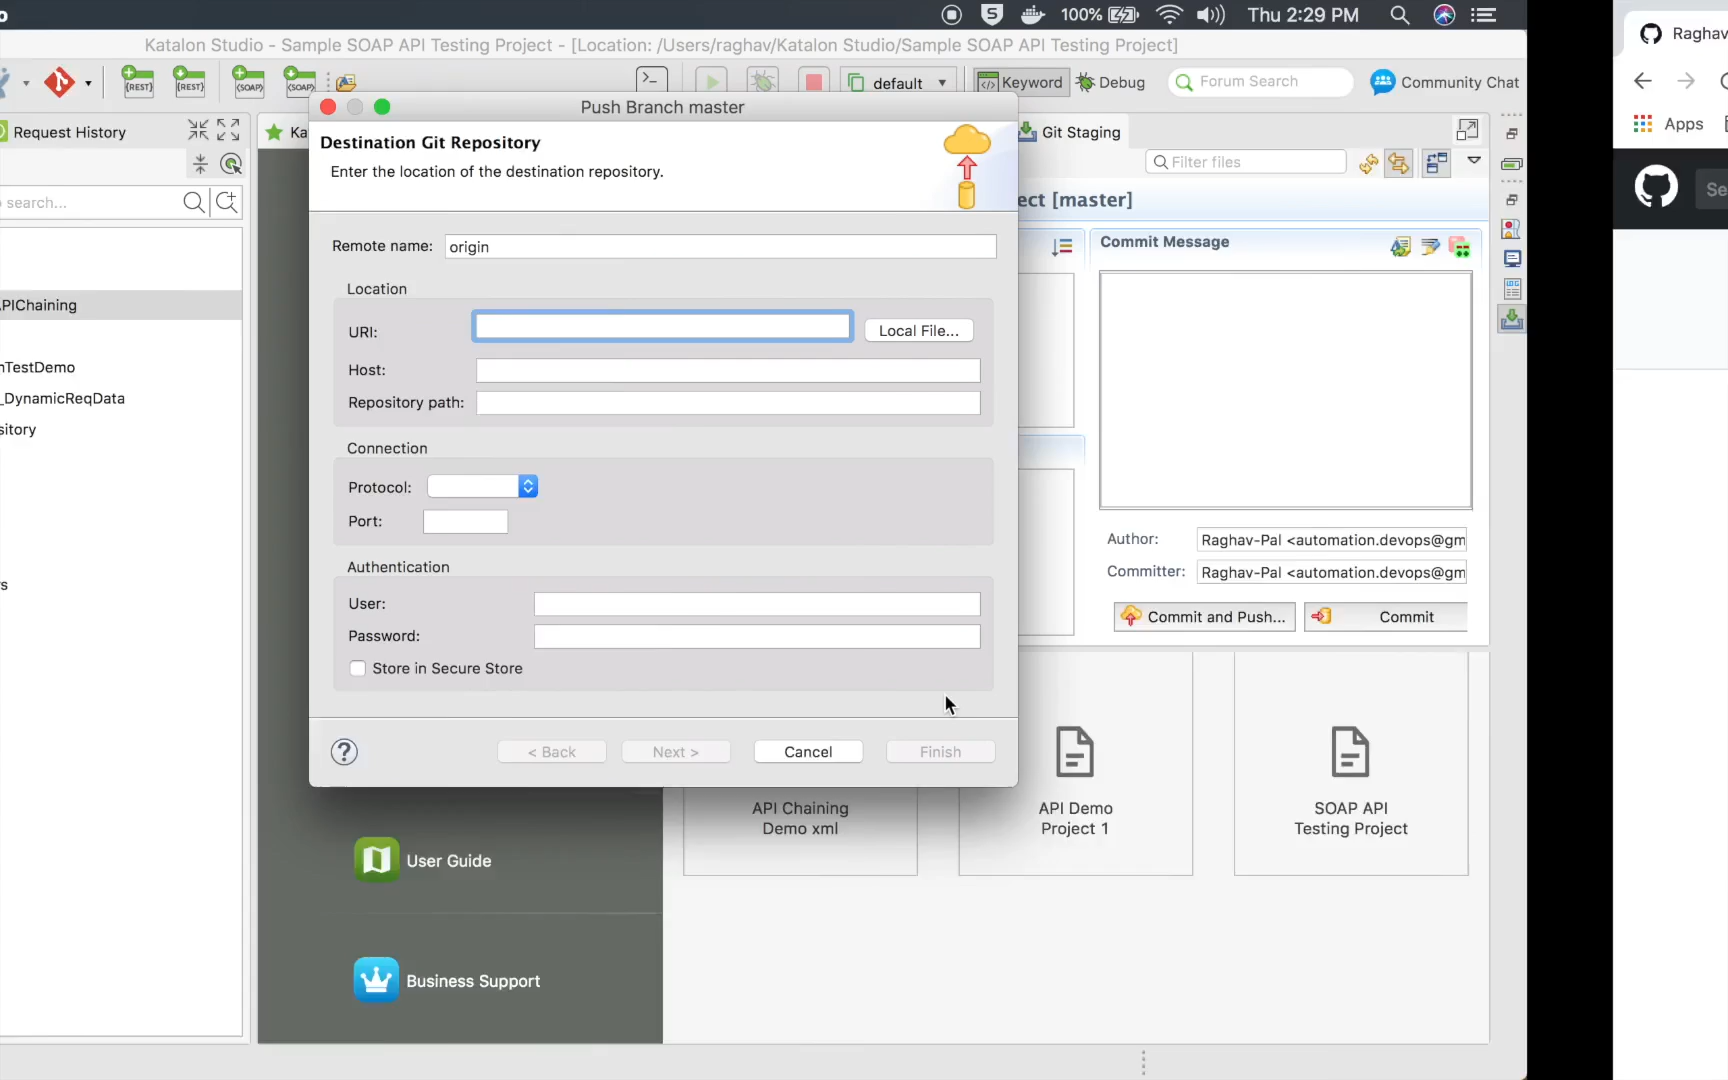 100%
Thu 2:29 PM
Katalon Studio - Sample SOAP API Testing Project - [Location: /Users/raghav/Katalon Studio/Sample SOAP API Testing Project]
Raghav
default
Keyword
Debug
Forum Search
Community Chat
Push Branch master
Request History
Ka
Git Staging
Apps
Destination Git Repository
Enter the location of the destination repository.
Filter files
search...
ect [master]
Se
Remote name: origin
Commit Message
Location
PIChaining
URI:
Local File...
nTestDemo
Host:
_DynamicReqData
Repository path:
sitory
Connection
Protocol:
Port:
Author: Raghav-Pal <automation.devops@gm
Authentication
Committer: Raghav-Pal <automation.devops@gm
s
User:
Commit and Push...
Commit
Password:
Store in Secure Store
< Back
Next >
Cancel
Finish
API Chaining
Demo xml
API Demo
Project 1
SOAP API
Testing Project
User Guide
Business Support